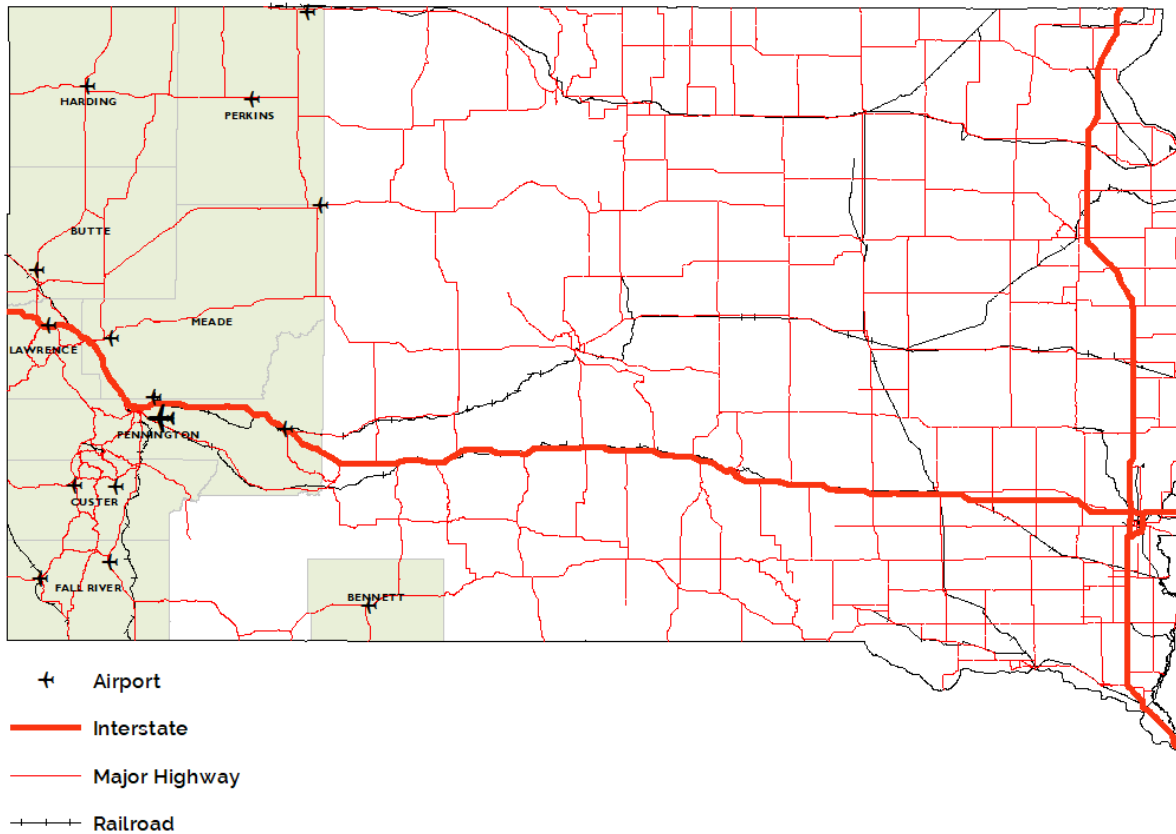 HARDING
PERKINS
BUTTE
MEADE
LAWRENCE
PENNINGTON
CUSTER
FALL RIVER
BENNETT
Airport
Interstate
Major Highway
Railroad